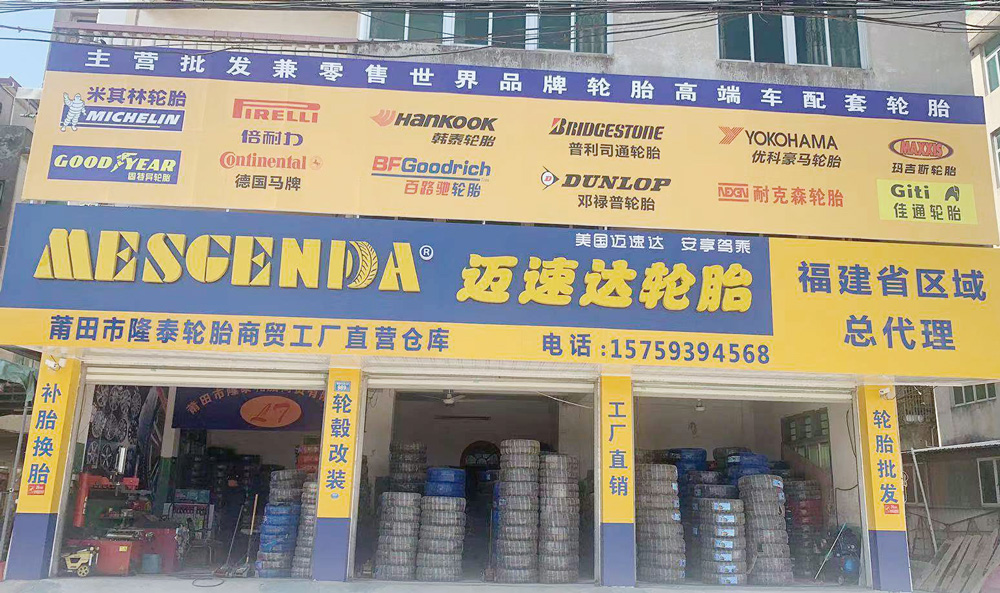 主营批发兼零售世界品牌轮胎高端车配套轮胎
米其林轮胎
MICHELIN
PIRELLI
倍耐力
HANKOOK
韩泰轮胎
BRIDGESTONE
普利司通轮胎
YOKOHAMA
优科豪马轮胎
MAXXIS
玛吉斯轮胎
GOODYEAR
固特异轮胎
Continental
德国马牌
BFGoodrich
百路驰轮胎
DUNLOP
邓禄普轮胎
NEXEN 耐克森轮胎
Giti
佳通轮胎
MESGENDA®
美国迈速达 安享驾乘
迈速达轮胎
福建省区域
总代理
莆田市隆泰轮胎商贸工厂直营仓库
电话:15759394568
补胎换胎
轮毂改装
工厂直销
轮胎批发
莆田市隆